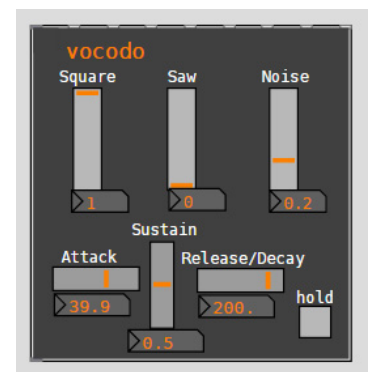 vocodo
Square Saw Noise
1 0 0.2
Sustain
Attack Release/Decay
39.9 200. hold
0.5